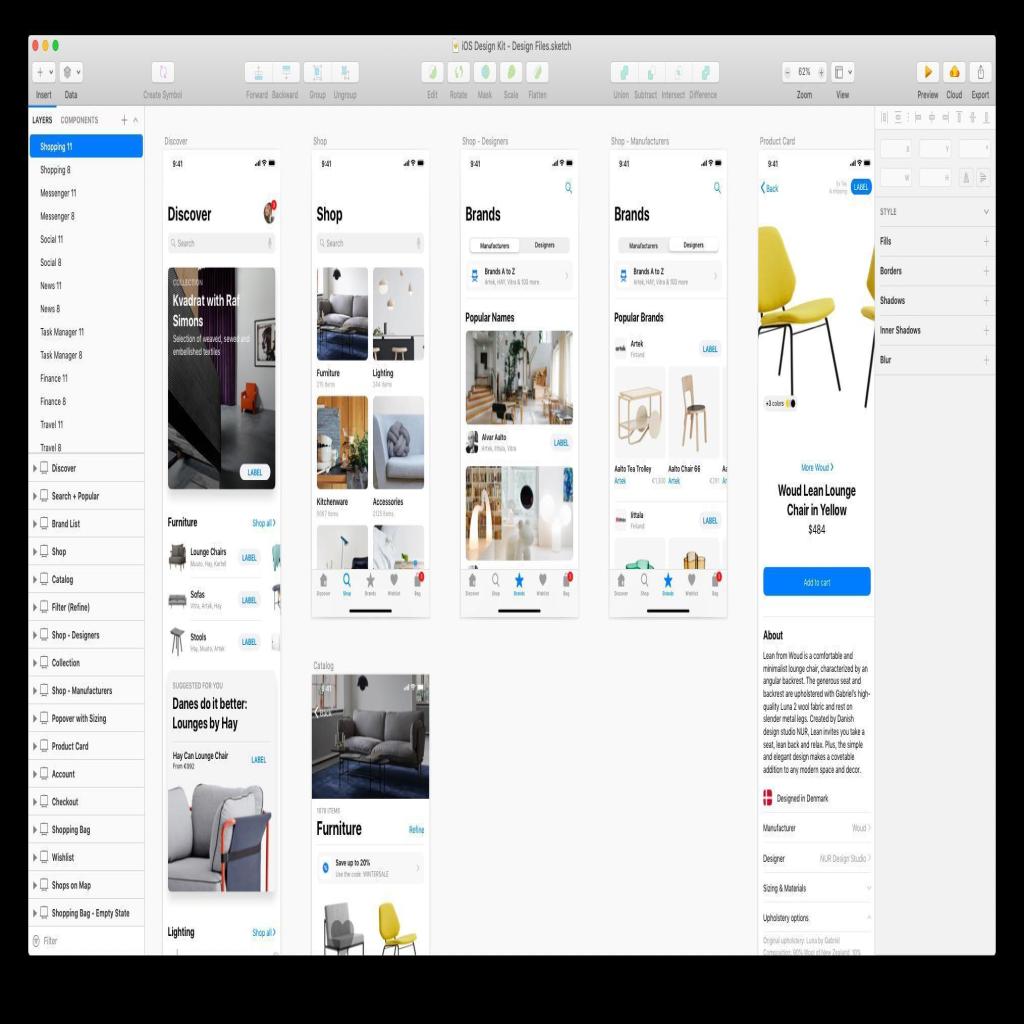 iOS Design Kit - Design Files.sketch
62%
Insert
Data
Create Symbol
Forward
Backward
Group
Ungroup
Edit
Rotate
Mask
Scale
Flatten
Union
Subtract
Intersect
Difference
Zoom
View
Preview
Cloud
Export
LAYERS
COMPONENTS
Shopping 11
Shopping 8
Messenger 11
Messenger 8
Social 11
Social 8
News 11
News 8
Task Manager 11
Task Manager 8
Finance 11
Finance 8
Travel 11
Travel 8
Discover
Search + Popular
Brand List
Shop
Catalog
Filter (Refine)
Shop - Designers
Collection
Shop - Manufacturers
Popover with Sizing
Product Card
Account
Checkout
Shopping Bag
Wishlist
Shops on Map
Shopping Bag - Empty State
Filter
Discover
9:41
Discover
Search
COLLECTION
Kvadrat with Raf
Simons
Selection of weaved, sewed and
embellished textiles
LABEL
Furniture
Shop all
Lounge Chairs
Muuto, Hay, Kartell
LABEL
Sofas
Vitra, Artek, Hay
LABEL
Stools
Hay, Muuto, Artek
LABEL
SUGGESTED FOR YOU
Danes do it better:
Lounges by Hay
Hay Can Lounge Chair
From €992
LABEL
Lighting
Shop all
Shop
9:41
Shop
Search
Furniture
Lighting
Kitchenware
Accessories
Discover
Shop
Brands
Wishlist
Bag
Catalog
9:41
1078 ITEMS
Furniture
Refine
Save up to 20%
Use the code: WINTERSALE
Shop - Designers
9:41
Brands
Manufacturers
Designers
Brands A to Z
Artek, HAY, Vitra & 103 more
Popular Names
Alvar Aalto
Artek, Iittala, Vitra
LABEL
Discover
Shop
Brands
Wishlist
Bag
Shop - Manufacturers
9:41
Brands
Manufacturers
Designers
Brands A to Z
Artek, HAY, Vitra & 103 more
Popular Brands
Artek
Finland
LABEL
Aalto Tea Trolley
Artek
Aalto Chair 66
Artek
Iittala
Finland
LABEL
Discover
Shop
Brands
Wishlist
Bag
Product Card
9:41
Back
LABEL
+3 colors
More Woud
Woud Lean Lounge
Chair in Yellow
$484
Add to cart
About
Lean from Woud is a comfortable and
minimalist lounge chair, characterized by an
angular backrest. The generous seat and
backrest are upholstered with Gabriel's high-
quality Luna 2 wool fabric and rest on
slender metal legs. Created by Danish
design studio NUR, Lean invites you take a
seat, lean back and relax. Plus, the simple
and elegant design makes a covetable
addition to any modern space and decor.
Designed in Denmark
Manufacturer
Woud
Designer
NUR Design Studio
Sizing & Materials
Upholstery options
Original upholstery: Luna by Gabriel
Composition: 90% Wool of New Zealand, 10%
X
Y
W
H
STYLE
Fills
Borders
Shadows
Inner Shadows
Blur